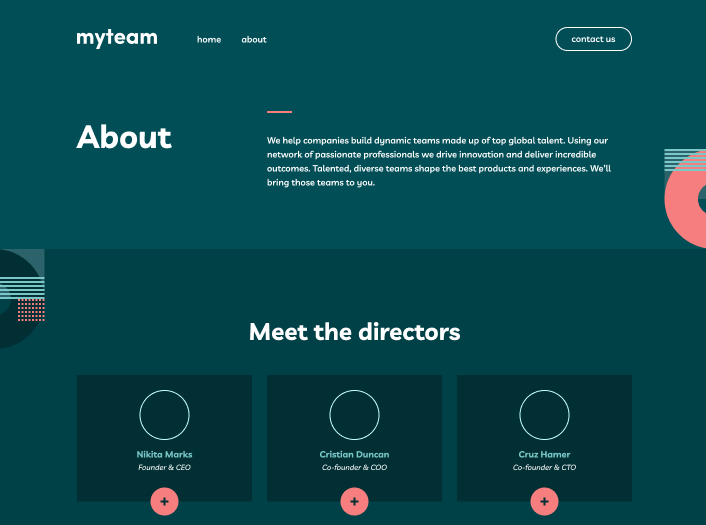 myteam
home about
contact us
About
We help companies build dynamic teams made up of top global talent. Using our
network of passionate professionals we drive innovation and deliver incredible
outcomes. Talented, diverse teams shape the best products and experiences. We'll
bring those teams to you.
Meet the directors
Nikita Marks
Founder & CEO
Cristian Duncan
Co-founder & COO
Cruz Hamer
Co-founder & CTO